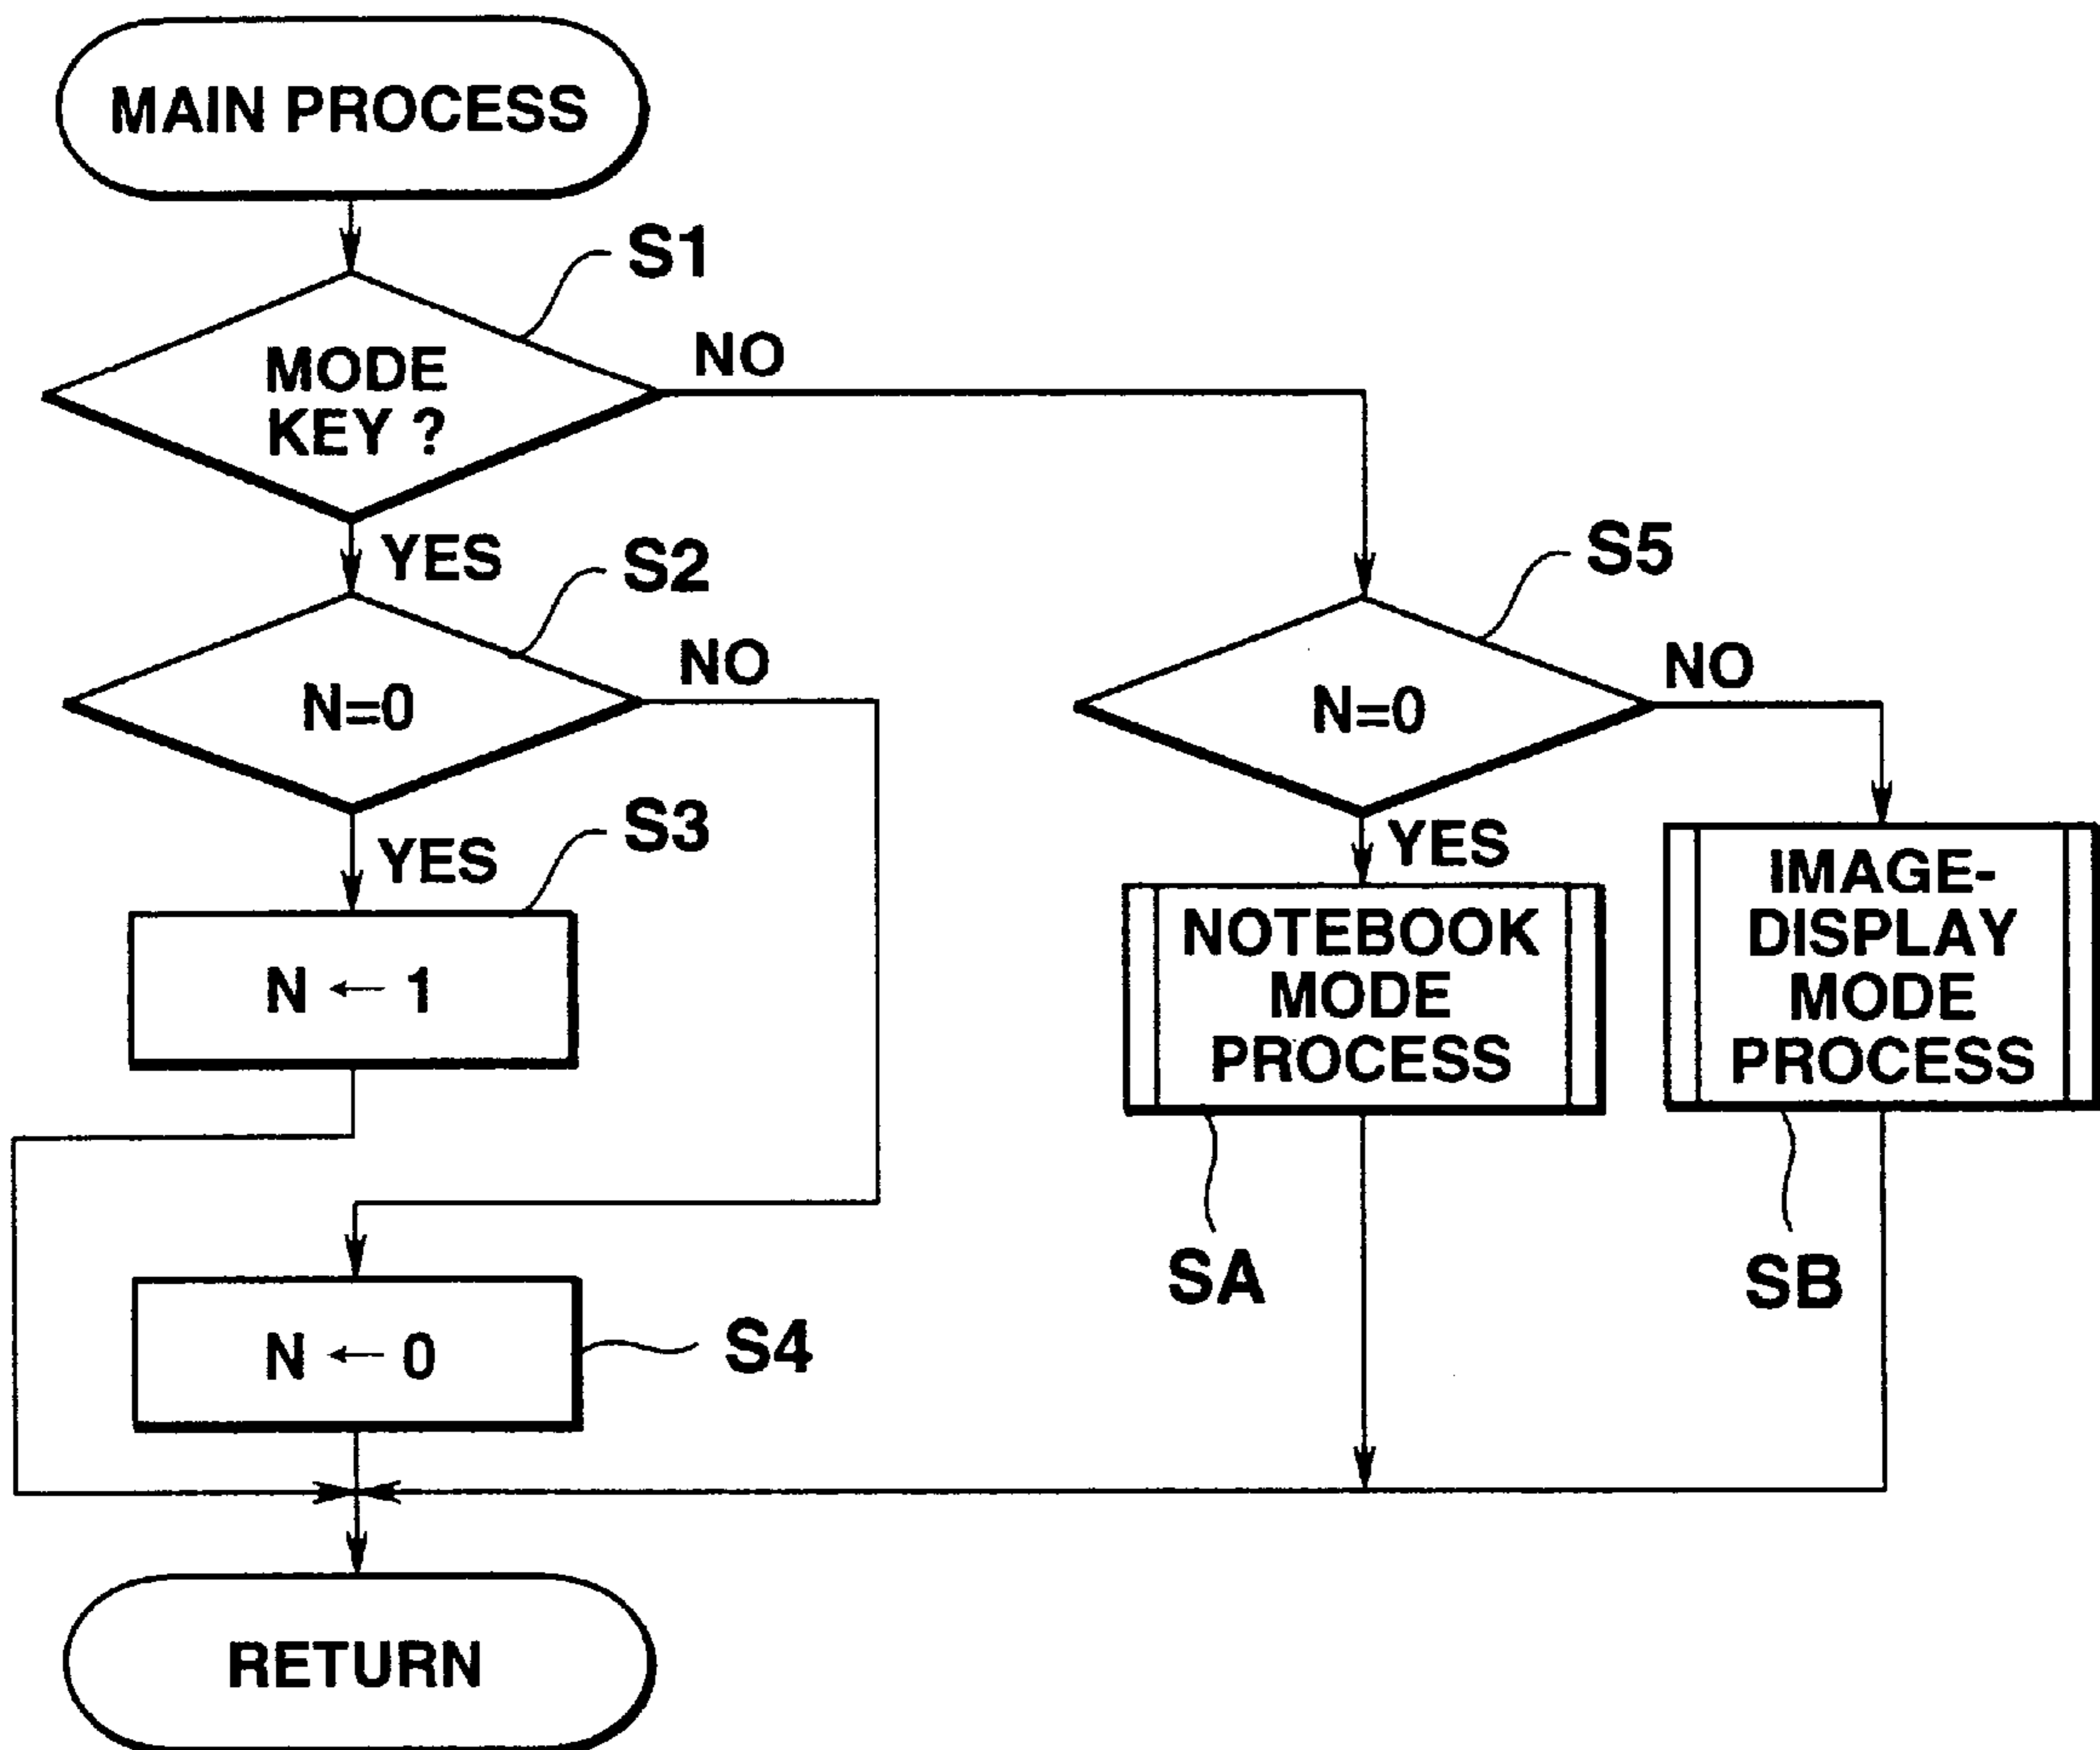 MAIN PROCESS
S1
MODE
KEY ?
NO
YES
S2
N=0
NO
YES
S3
N ← 1
N ← 0
S4
S5
N=0
NO
YES
NOTEBOOK
MODE
PROCESS
SA
IMAGE-
DISPLAY
MODE
PROCESS
SB
RETURN